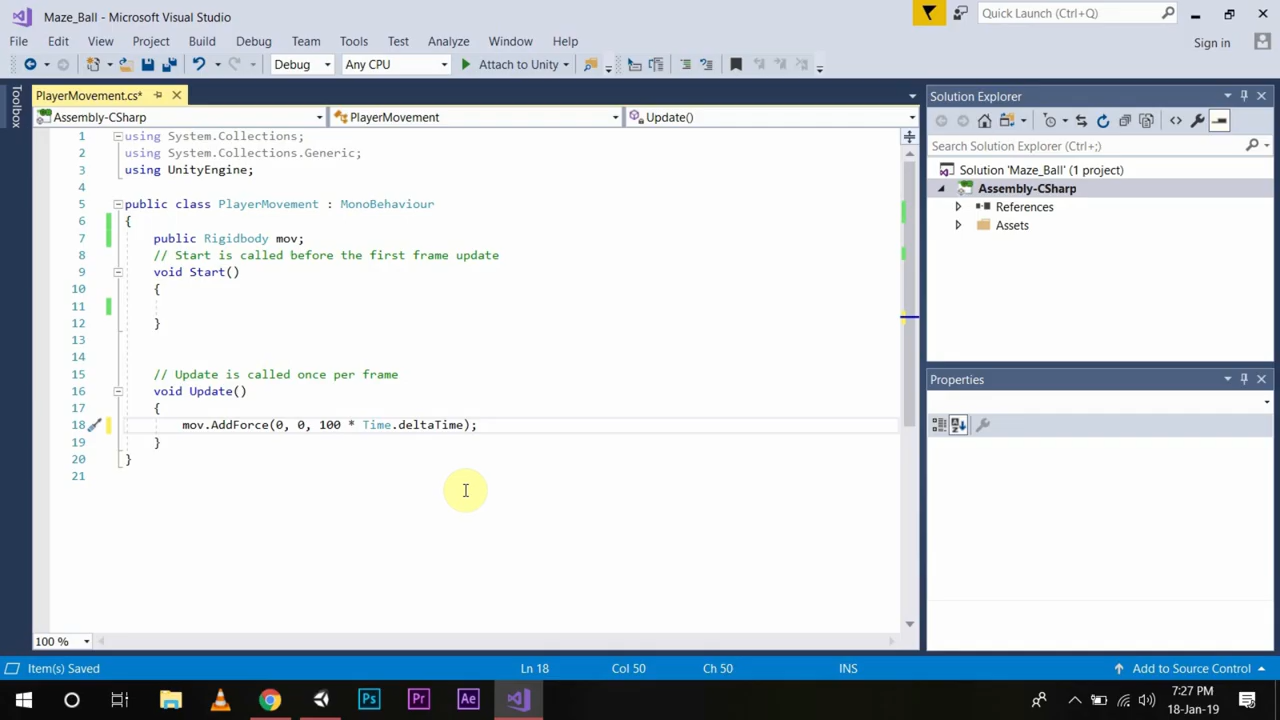 Maze_Ball - Microsoft Visual Studio
Quick Launch (Ctrl+Q)
File Edit View Project Build Debug Team Tools Test Analyze Window Help
Sign in
Debug Any CPU Attach to Unity
Toolbox
PlayerMovement.cs*
Assembly-CSharp PlayerMovement Update()
1 using System.Collections;
2 using System.Collections.Generic;
3 using UnityEngine;
4
5 public class PlayerMovement : MonoBehaviour
6 {
7 public Rigidbody mov;
8 // Start is called before the first frame update
9 void Start()
10 {
11
12 }
13
14
15 // Update is called once per frame
16 void Update()
17 {
18 mov.AddForce(0, 0, 100 * Time.deltaTime);
19 }
20 }
21
100 %
Solution Explorer
Search Solution Explorer (Ctrl+;)
Solution 'Maze_Ball' (1 project)
Assembly-CSharp
References
Assets
Properties
Item(s) Saved Ln 18 Col 50 Ch 50 INS Add to Source Control
Ps Pr Ae
7:27 PM
18-Jan-19